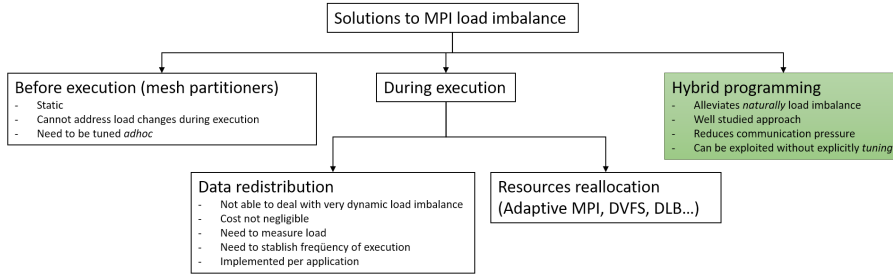 Solutions to MPI load imbalance
Before execution (mesh partitioners)
- Static
- Cannot address load changes during execution
- Need to be tuned adhoc
During execution
Hybrid programming
- Alleviates naturally load imbalance
- Well studied approach
- Reduces communication pressure
- Can be exploited without explicitly tuning
Data redistribution
- Not able to deal with very dynamic load imbalance
- Cost not negligible
- Need to measure load
- Need to stablish freqüency of execution
- Implemented per application
Resources reallocation
(Adaptive MPI, DVFS, DLB...)